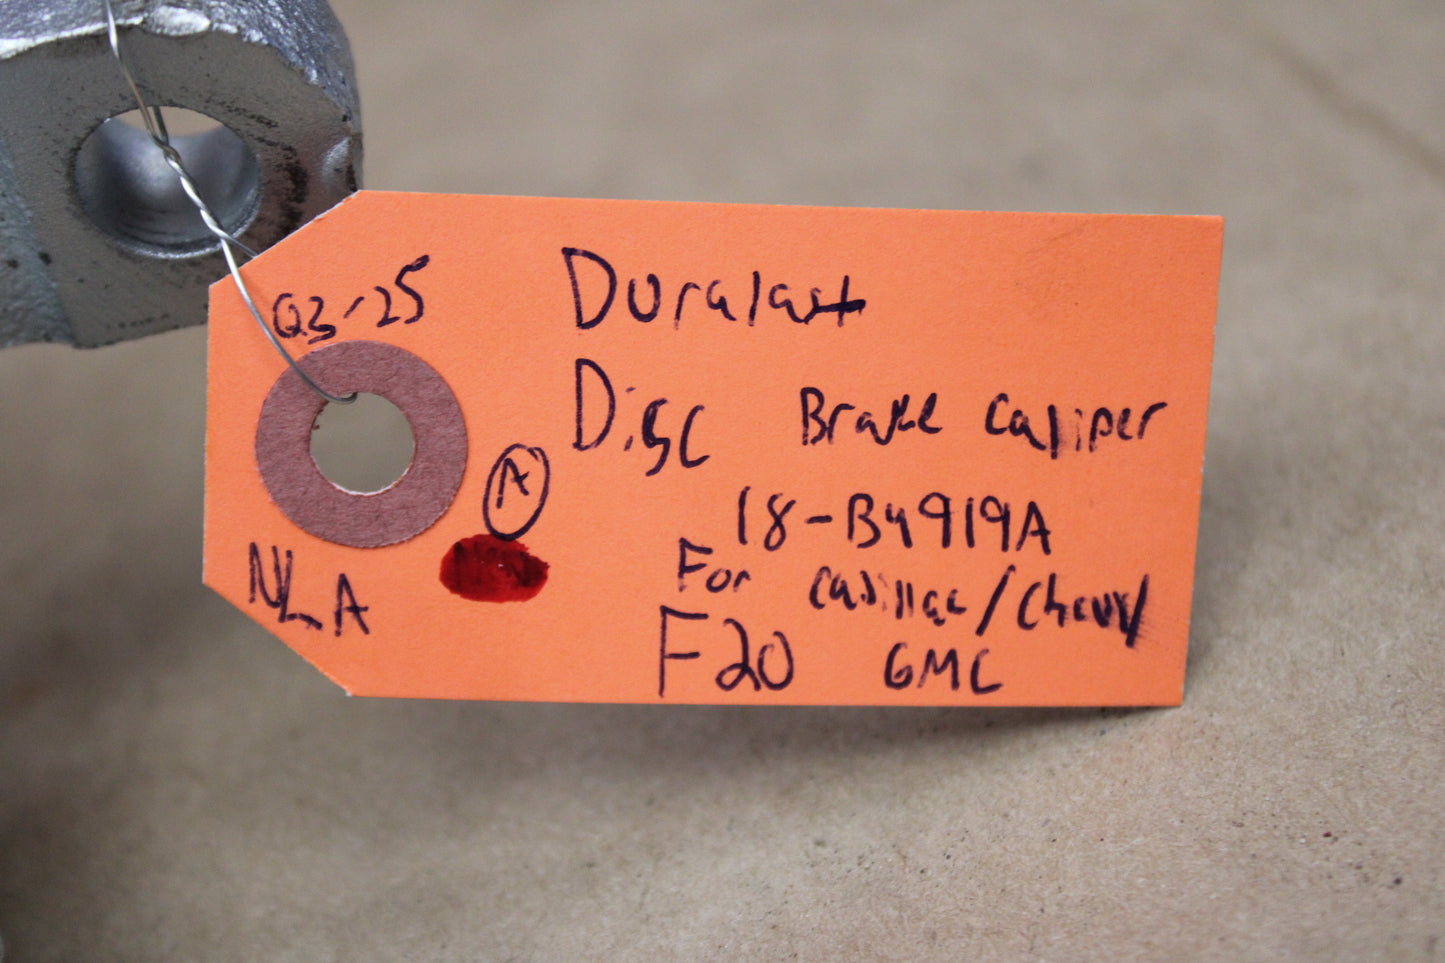 Q3-25
Duralast
Disc Brake Caliper
A
18-B4919A
For Cadillac/Chevy
NLA
F20 GMC